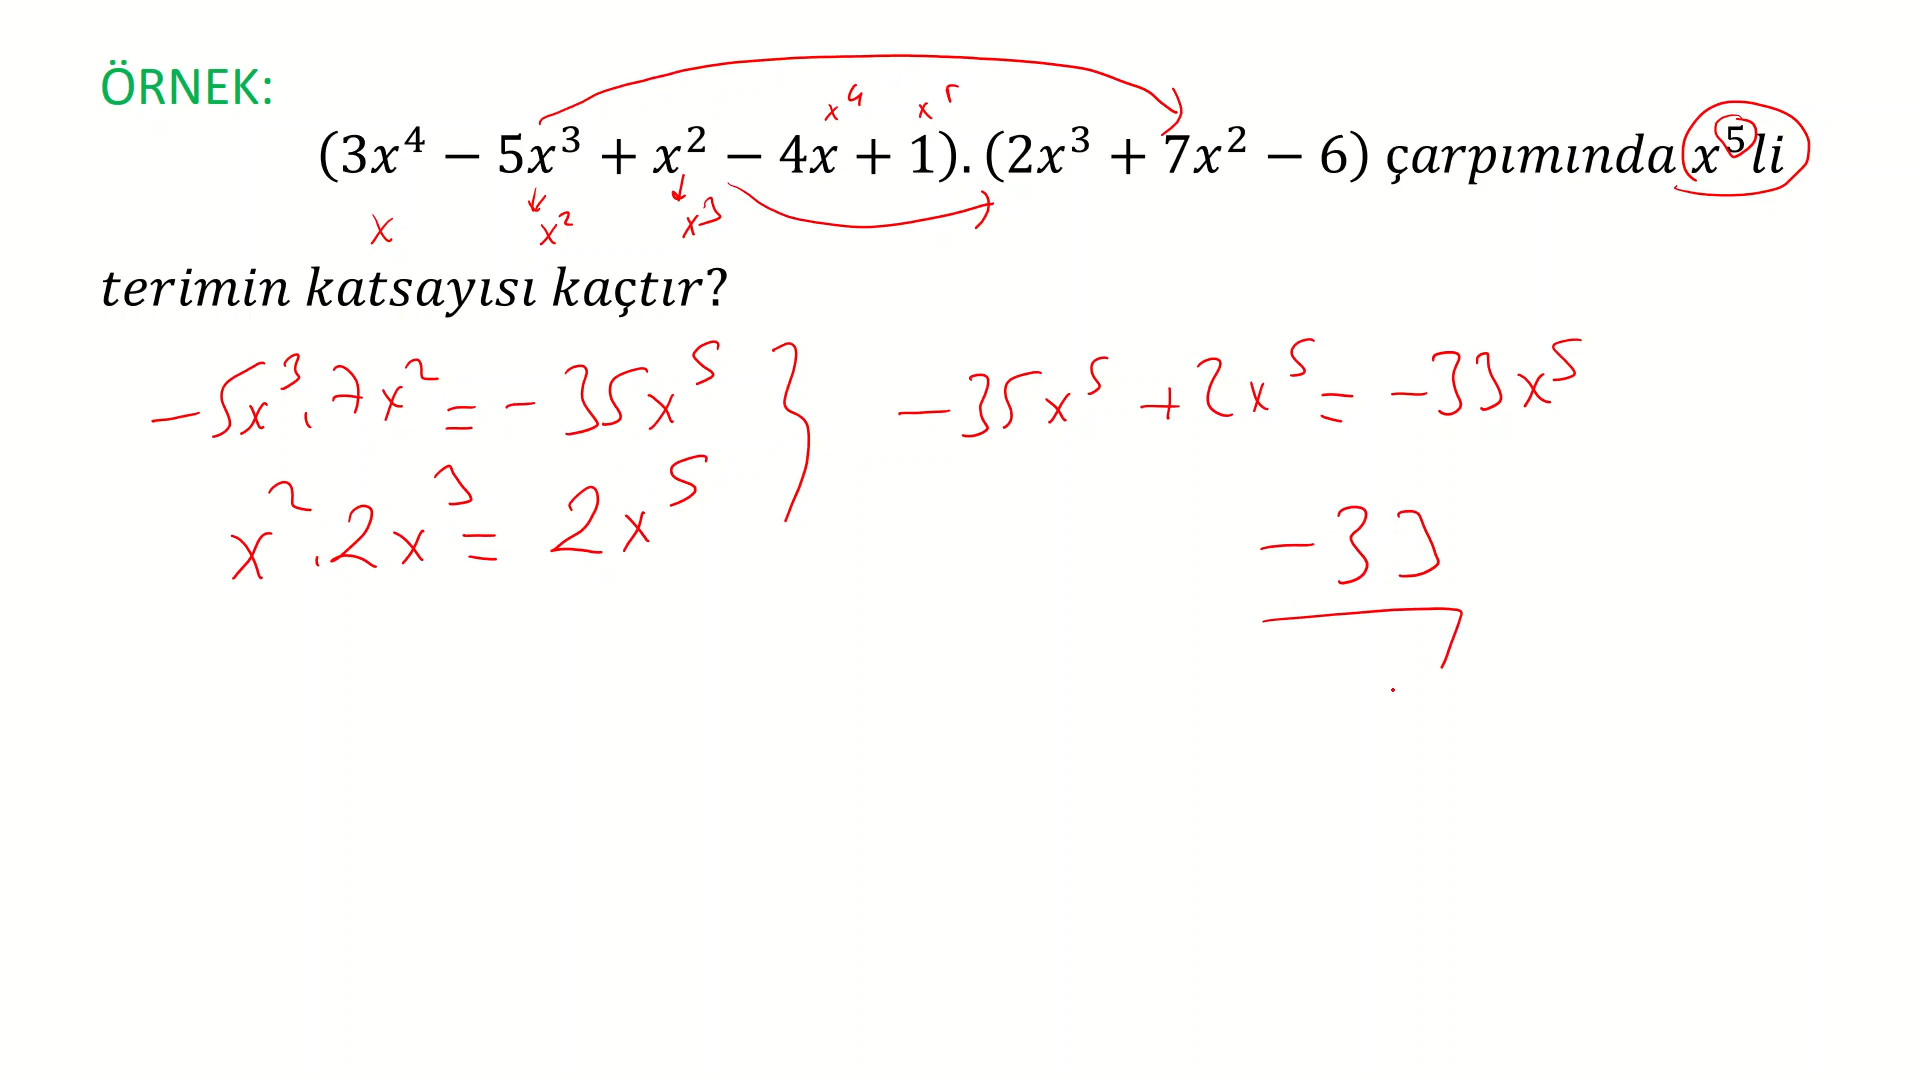 ÖRNEK:
x⁴ x⁵
(3x⁴ − 5x³ + x² − 4x + 1).(2x³ + 7x² − 6) çarpımında x⁵li
x x² x³
terimin katsayısı kaçtır?
−5x³.7x² = −35x⁵ } −35x⁵ + 2x⁵ = −33x⁵
x².2x³ = 2x⁵
−33